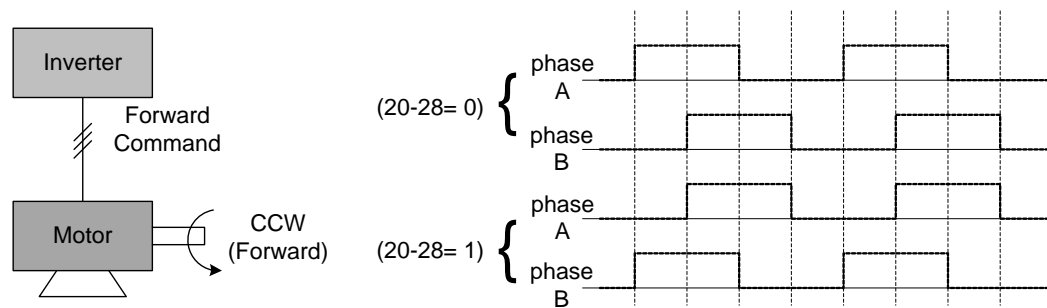 Inverter
Forward
Command
Motor
CCW
(Forward)
(20-28= 0)
phase
A
phase
B
(20-28= 1)
phase
A
phase
B